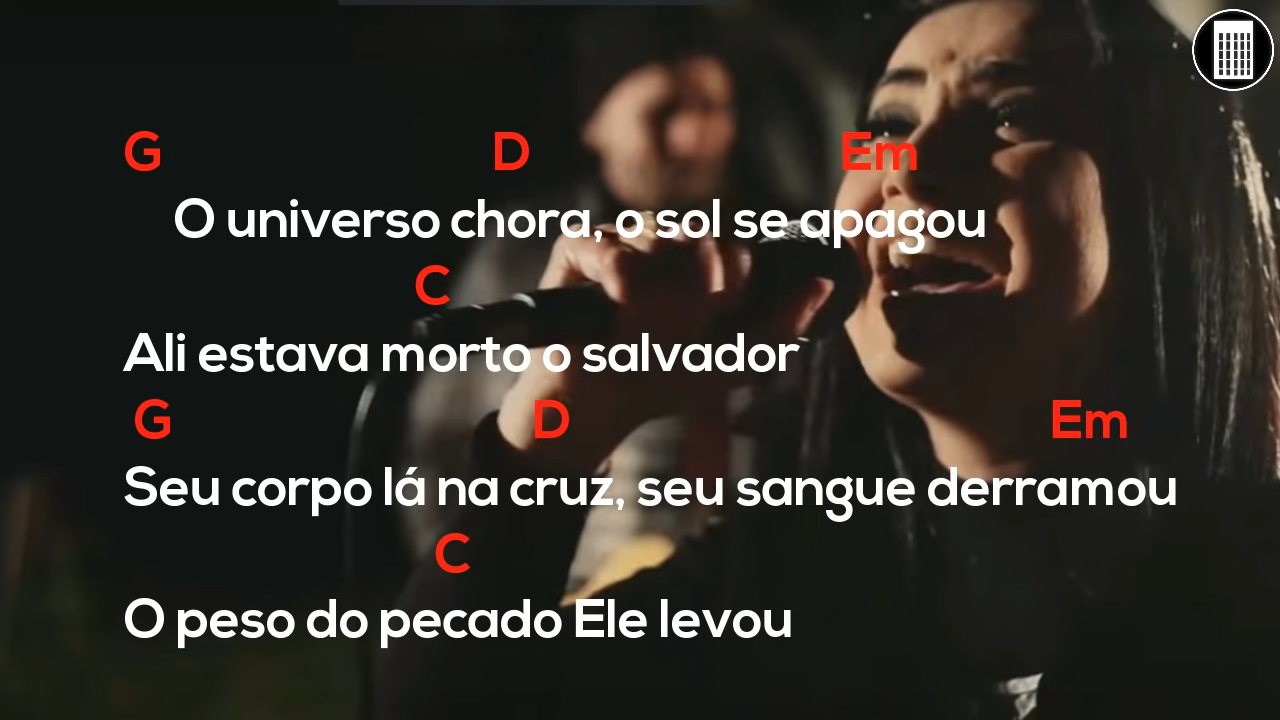 G D Em
O universo chora, o sol se apagou
C
Ali estava morto o salvador
G D Em
Seu corpo lá na cruz, seu sangue derramou
C
O peso do pecado Ele levou